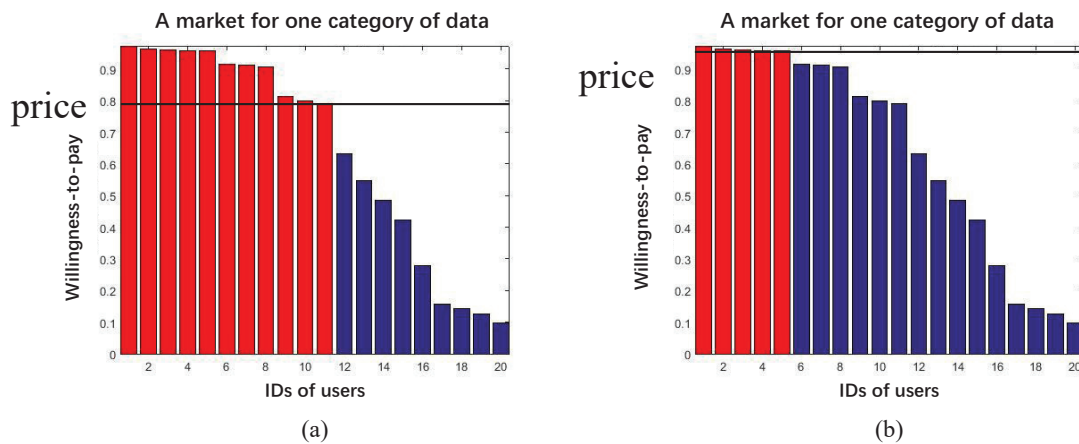 A market for one category of data
price
Willingness-to-pay
0.9
0.8
0.7
0.6
0.5
0.4
0.3
0.2
0.1
0
2 4 6 8 10 12 14 16 18 20
IDs of users
(a)
A market for one category of data
price
Willingness-to-pay
0.9
0.8
0.7
0.6
0.5
0.4
0.3
0.2
0.1
0
2 4 6 8 10 12 14 16 18 20
IDs of users
(b)